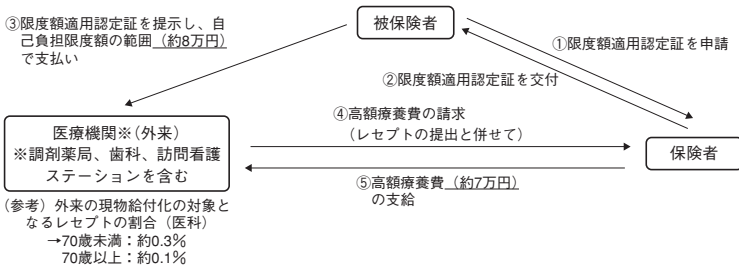 ③限度額適用認定証を提示し、自
己負担限度額の範囲（約8万円）
で支払い
被保険者
①限度額適用認定証を申請
②限度額適用認定証を交付
医療機関※（外来）
※調剤薬局、歯科、訪問看護
ステーションを含む
④高額療養費の請求
（レセプトの提出と併せて）
保険者
⑤高額療養費（約7万円）
の支給
（参考）外来の現物給付化の対象と
なるレセプトの割合（医科）
→70歳未満：約0.3％
70歳以上：約0.1％